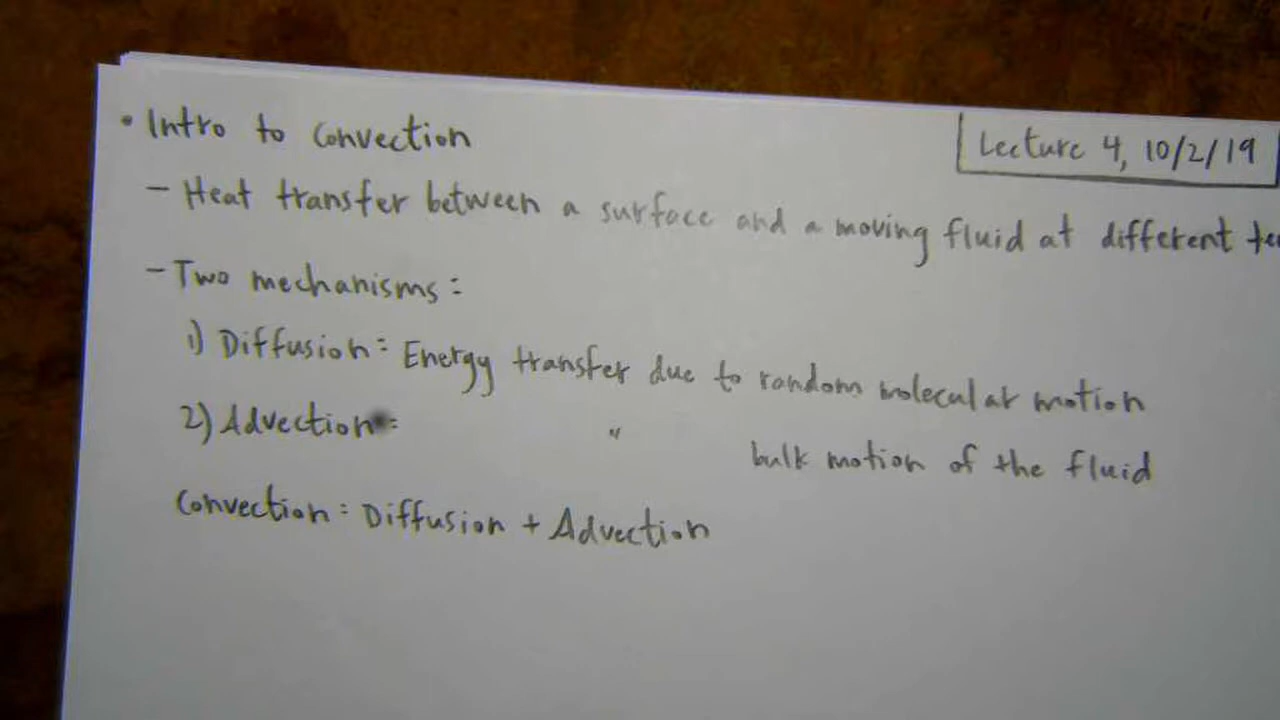 • Intro to Convection
Lecture 4, 10/2/19
- Heat transfer between a surface and a moving fluid at different
- Two mechanisms:
1) Diffusion: Energy transfer due to random molecular motion
2) Advection: " bulk motion of the fluid
Convection: Diffusion + Advection